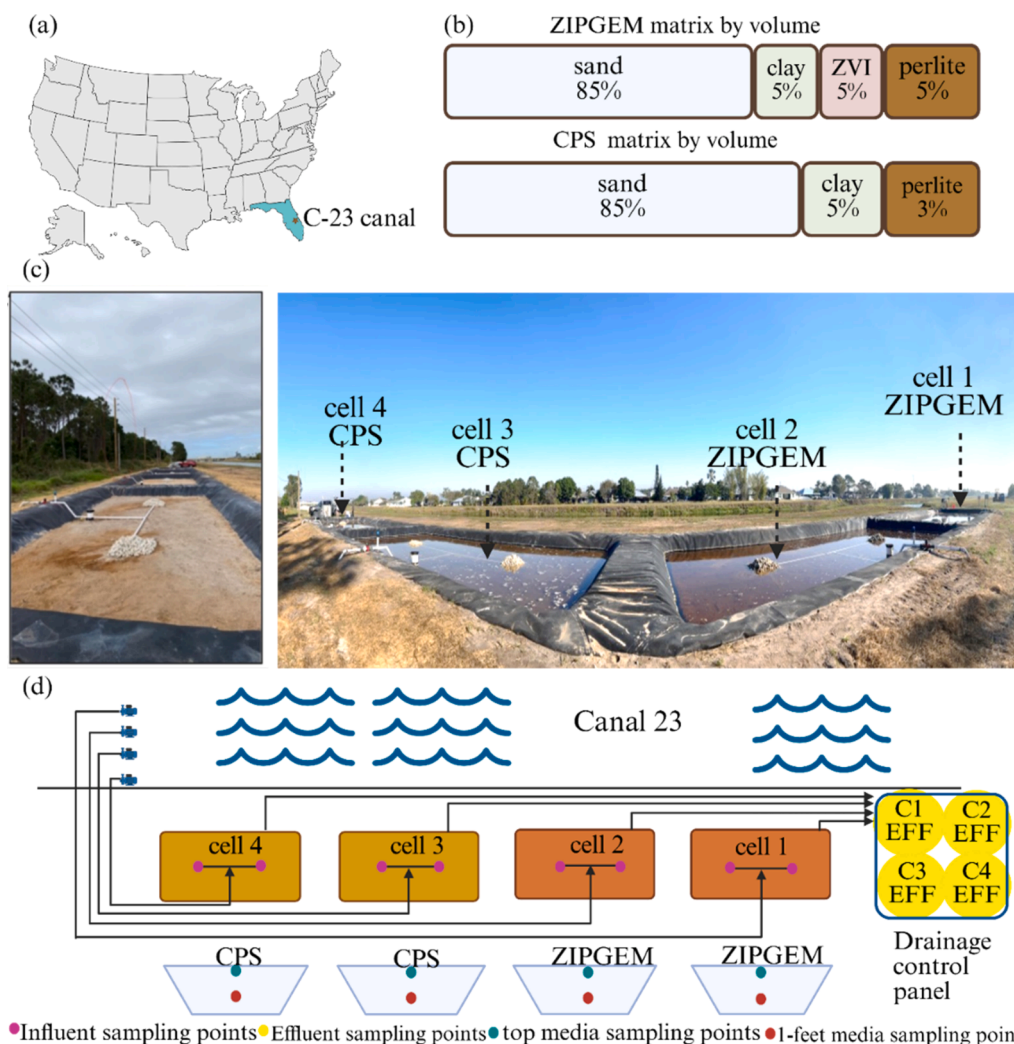 (a)
C-23 canal
(b)
ZIPGEM matrix by volume
sand
85%
clay
5%
ZVI
5%
perlite
5%
CPS matrix by volume
sand
85%
clay
5%
perlite
3%
(c)
cell 4
CPS
cell 3
CPS
cell 2
ZIPGEM
cell 1
ZIPGEM
(d)
Canal 23
cell 4
cell 3
cell 2
cell 1
C1
EFF
C2
EFF
C3
EFF
C4
EFF
Drainage
control
panel
CPS
CPS
ZIPGEM
ZIPGEM
Influent sampling points
Effluent sampling points
top media sampling points
1-feet media sampling poin